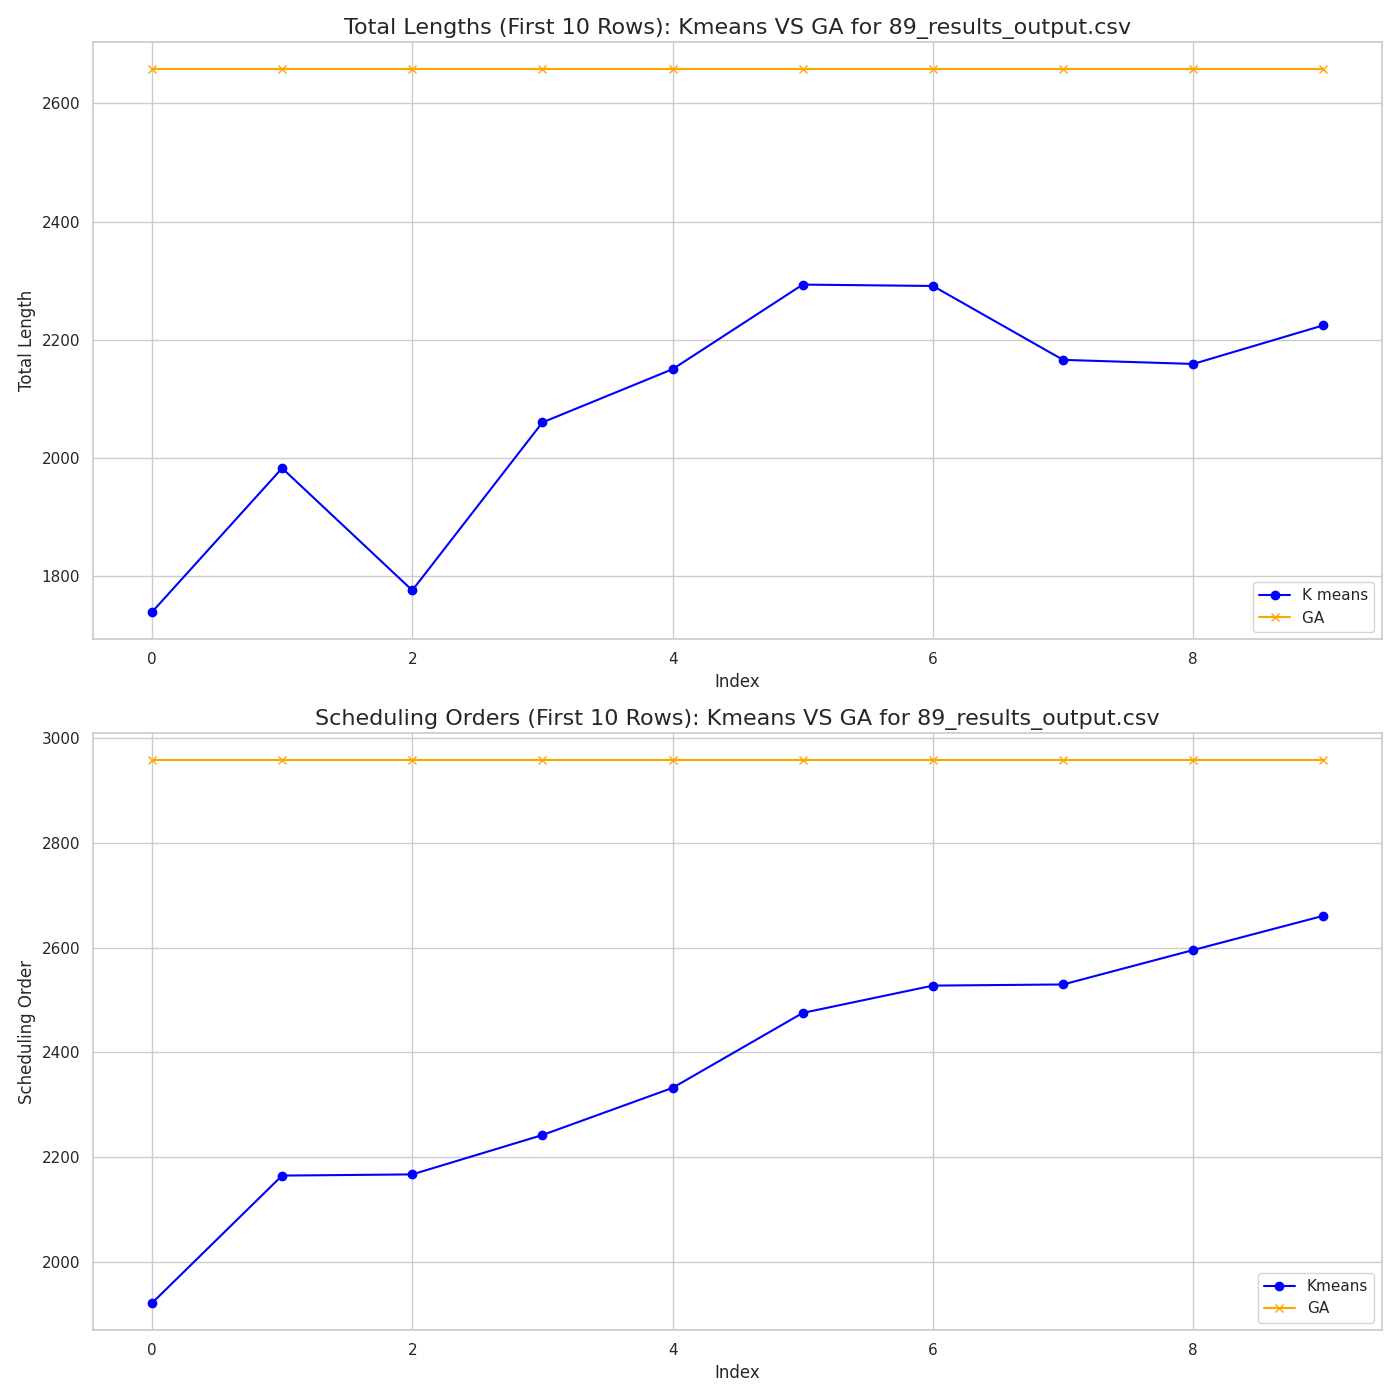 Total Lengths (First 10 Rows): Kmeans VS GA for 89_results_output.csv
2600
2400
2200
2000
1800
Total Length
K means
GA
0 2 4 6 8
Index
Scheduling Orders (First 10 Rows): Kmeans VS GA for 89_results_output.csv
3000
2800
2600
2400
2200
2000
Scheduling Order
Kmeans
GA
0 2 4 6 8
Index